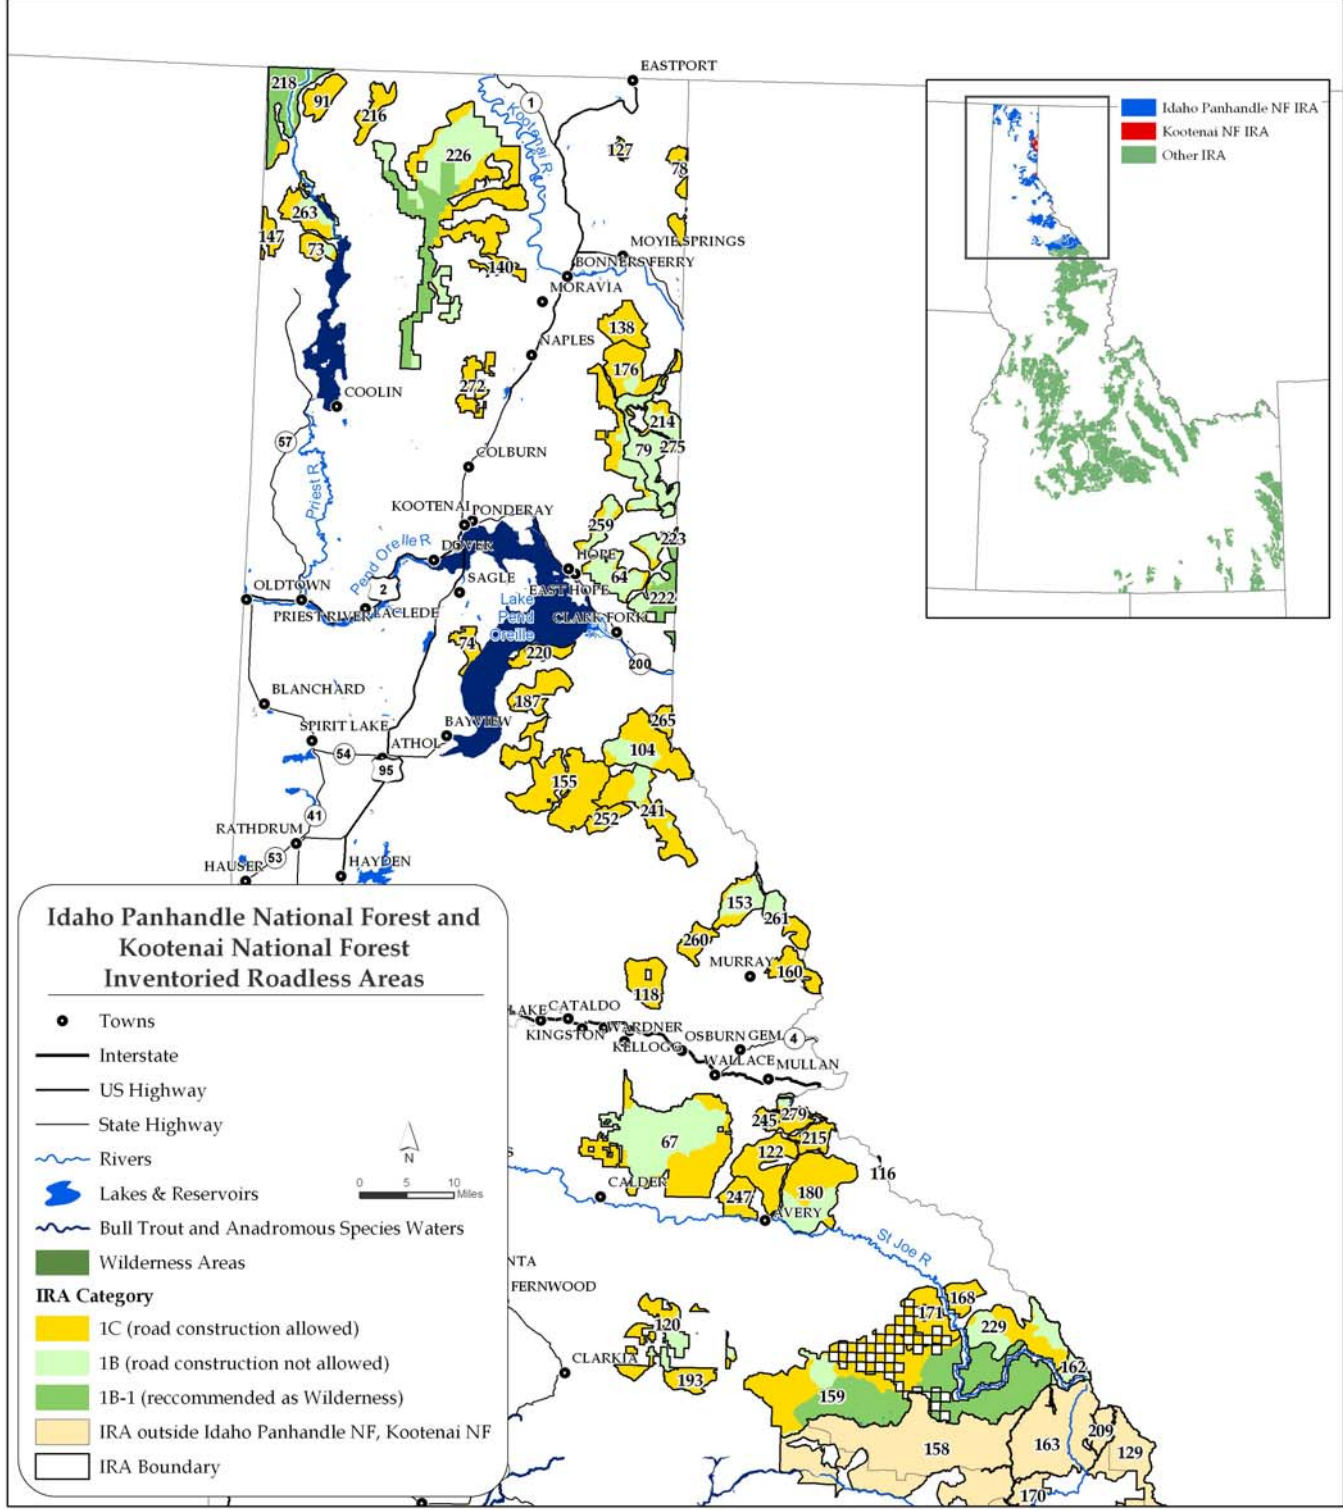 EASTPORT
218
91
216
1
Kootenai R
226
127
78
Idaho Panhandle NF IRA
Kootenai NF IRA
Other IRA
263
147
73
140
MOYIE SPRINGS
BONNERS FERRY
MORAVIA
138
NAPLES
176
272
COOLIN
214
57
79
275
COLBURN
Priest R
KOOTENAI
PONDERAY
259
223
DOVER
HOPE
Pend Oreille R
64
SAGLE
EAST HOPE
222
OLDTOWN
2
PRIEST RIVER
LACLEDE
Lake
Pend
Oreille
CLARK FORK
74
220
200
BLANCHARD
187
265
SPIRIT LAKE
BAYVIEW
ATHOL
104
54
95
155
41
252
241
RATHDRUM
53
HAUSER
HAYDEN
153
261
260
MURRAY
160
118
LAKE
CATALDO
KINGSTON
WARDNER
KELLOGG
OSBURN
GEM
4
WALLACE
MULLAN
245
279
67
215
122
S
116
CALDER
247
180
AVERY
St Joe R
NTA
FERNWOOD
168
171
120
229
CLARKIA
193
162
159
158
163
209
129
170
Idaho Panhandle National Forest and
Kootenai National Forest
Inventoried Roadless Areas
Towns
Interstate
US Highway
State Highway
Rivers
N
0 5 10
Miles
Lakes & Reservoirs
Bull Trout and Anadromous Species Waters
Wilderness Areas
IRA Category
1C (road construction allowed)
1B (road construction not allowed)
1B-1 (reccommended as Wilderness)
IRA outside Idaho Panhandle NF, Kootenai NF
IRA Boundary